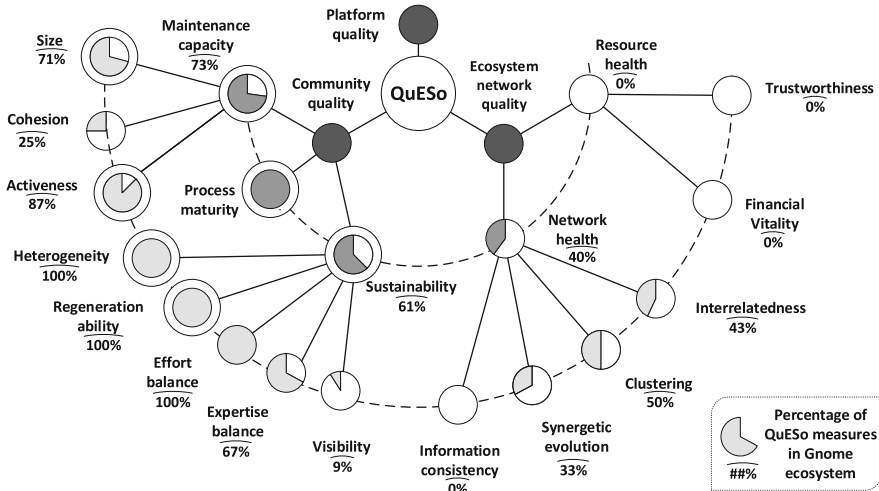 Platform
quality
QuESo
Community
quality
Ecosystem
network
quality
Maintenance
capacity
73%
Size
71%
Cohesion
25%
Activeness
87%
Process
maturity
Heterogeneity
100%
Regeneration
ability
100%
Effort
balance
100%
Expertise
balance
67%
Visibility
9%
Sustainability
61%
Resource
health
0%
Trustworthiness
0%
Financial
Vitality
0%
Network
health
40%
Interrelatedness
43%
Clustering
50%
Synergetic
evolution
33%
Information
consistency
0%
Percentage of
QuESo measures
in Gnome
ecosystem
##%